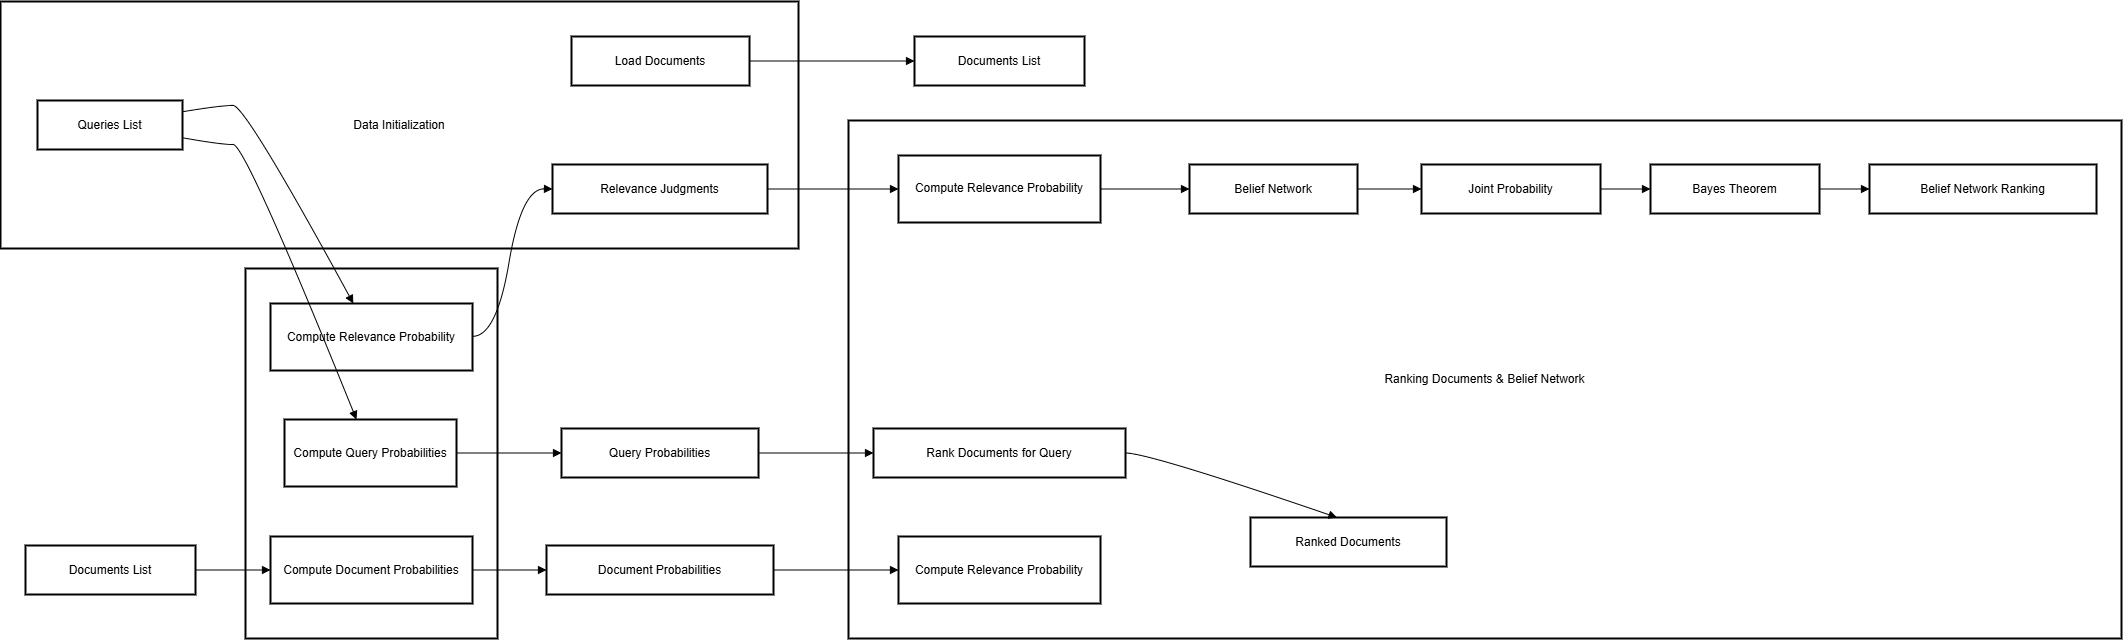 Load Documents
Documents List
Queries List
Data Initialization
Relevance Judgments
Compute Relevance Probability
Belief Network
Joint Probability
Bayes Theorem
Belief Network Ranking
Compute Relevance Probability
Ranking Documents & Belief Network
Compute Query Probabilities
Query Probabilities
Rank Documents for Query
Ranked Documents
Documents List
Compute Document Probabilities
Document Probabilities
Compute Relevance Probability